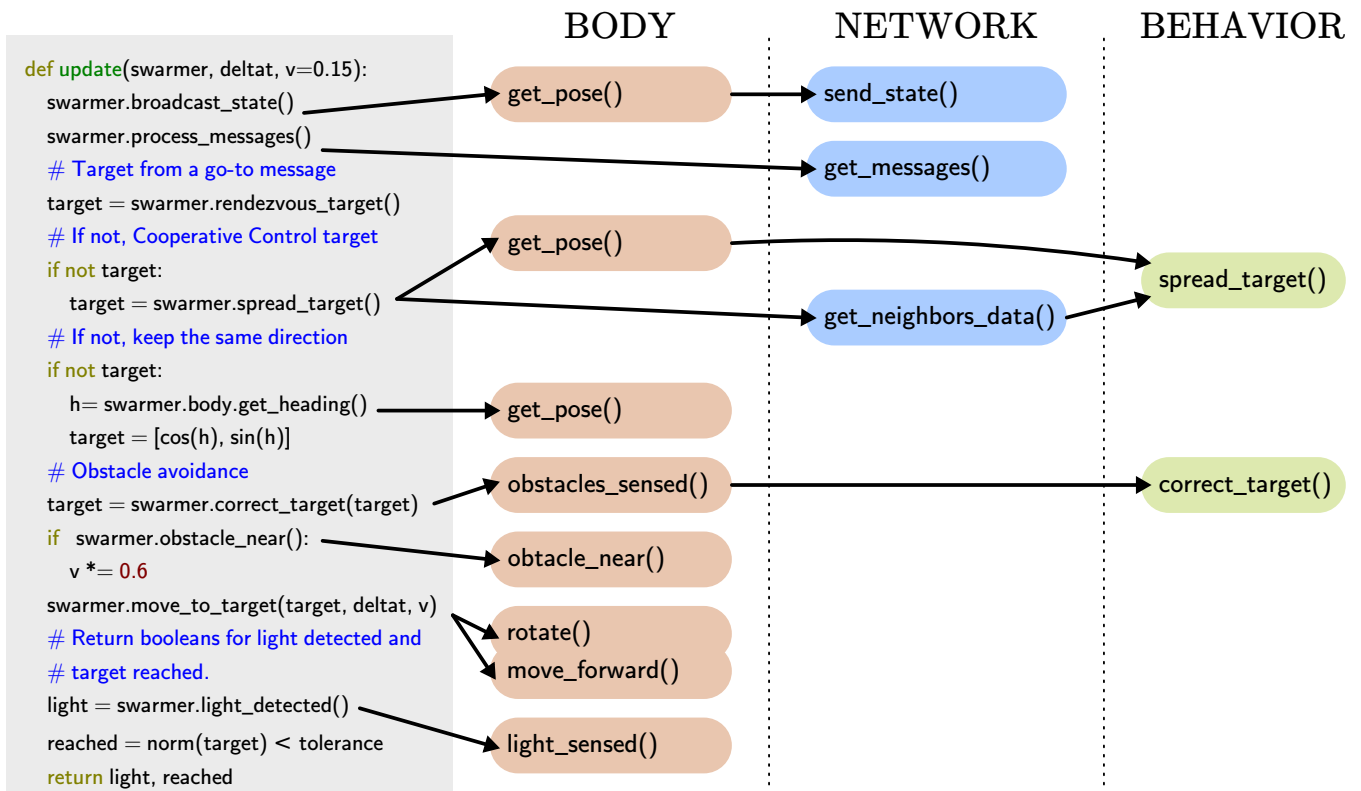 BODY NETWORK BEHAVIOR
def update(swarmer, deltat, v=0.15):
swarmer.broadcast_state()
swarmer.process_messages()
# Target from a go-to message
target = swarmer.rendezvous_target()
# If not, Cooperative Control target
if not target:
target = swarmer.spread_target()
# If not, keep the same direction
if not target:
h= swarmer.body.get_heading()
target = [cos(h), sin(h)]
# Obstacle avoidance
target = swarmer.correct_target(target)
if swarmer.obstacle_near():
v *= 0.6
swarmer.move_to_target(target, deltat, v)
# Return booleans for light detected and
# target reached.
light = swarmer.light_detected()
reached = norm(target) < tolerance
return light, reached
get_pose()
send_state()
get_messages()
get_pose()
spread_target()
get_neighbors_data()
get_pose()
obstacles_sensed()
correct_target()
obtacle_near()
rotate()
move_forward()
light_sensed()